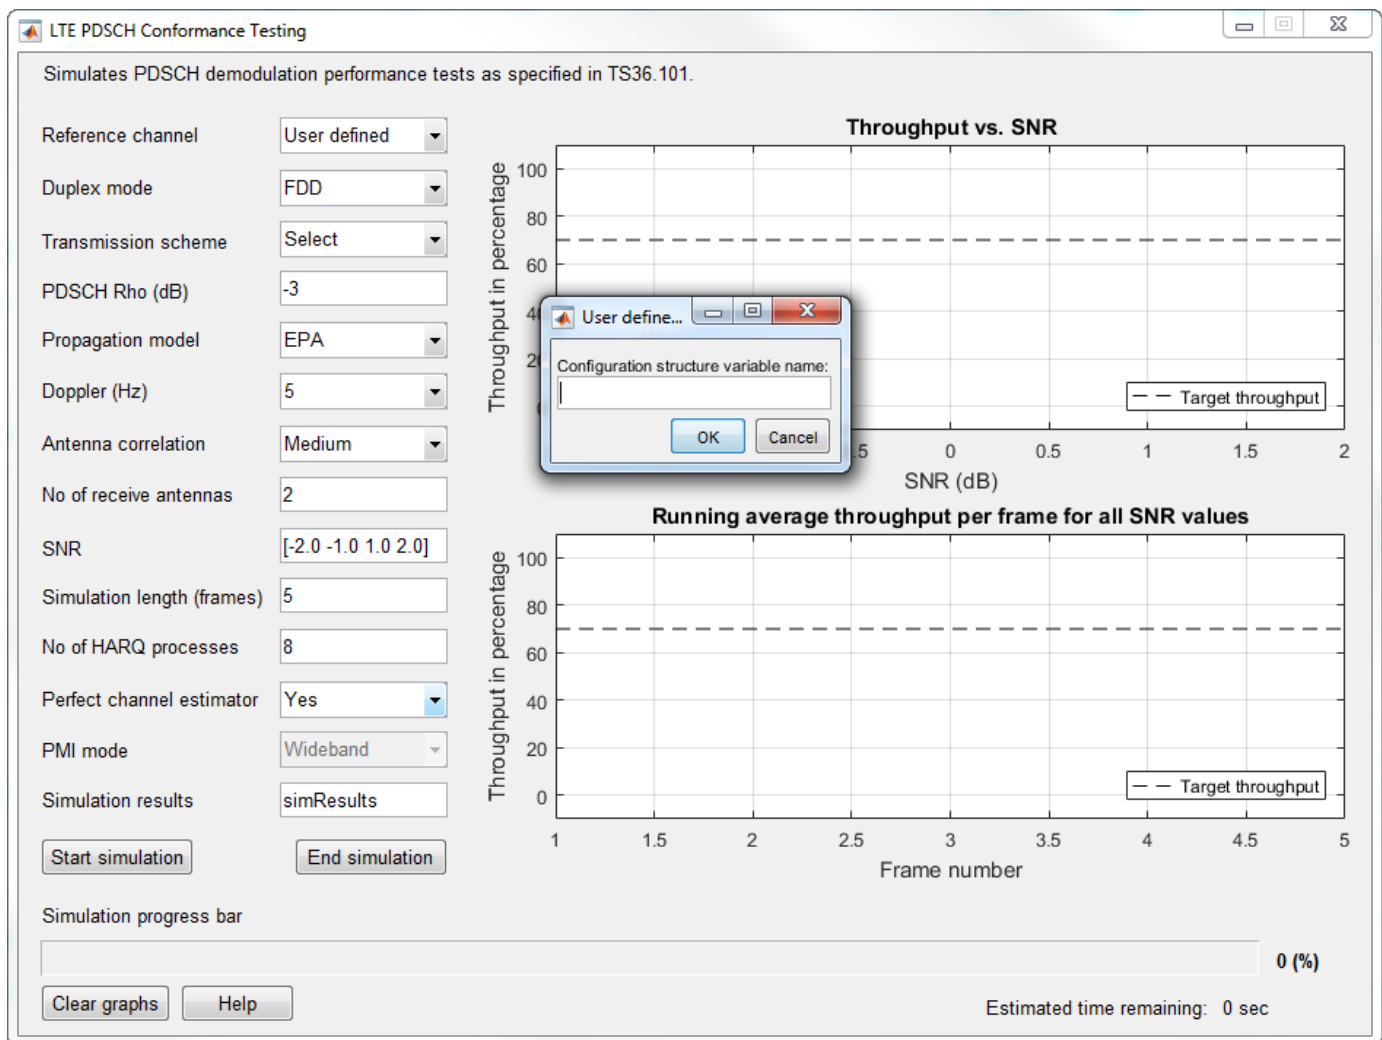 LTE PDSCH Conformance Testing
Simulates PDSCH demodulation performance tests as specified in TS36.101.
Reference channel User defined
Duplex mode FDD
Transmission scheme Select
PDSCH Rho (dB) -3
Propagation model EPA
Doppler (Hz) 5
Antenna correlation Medium
No of receive antennas 2
SNR [-2.0 -1.0 1.0 2.0]
Simulation length (frames) 5
No of HARQ processes 8
Perfect channel estimator Yes
PMI mode Wideband
Simulation results simResults
Start simulation End simulation
Throughput vs. SNR
Throughput in percentage
100
80
60
Target throughput
0 0.5 1 1.5 2
SNR (dB)
User define...
Configuration structure variable name:
OK Cancel
Running average throughput per frame for all SNR values
Throughput in percentage
100
80
60
40
20
0
Target throughput
1 1.5 2 2.5 3 3.5 4 4.5 5
Frame number
Simulation progress bar
0 (%)
Clear graphs Help
Estimated time remaining: 0 sec